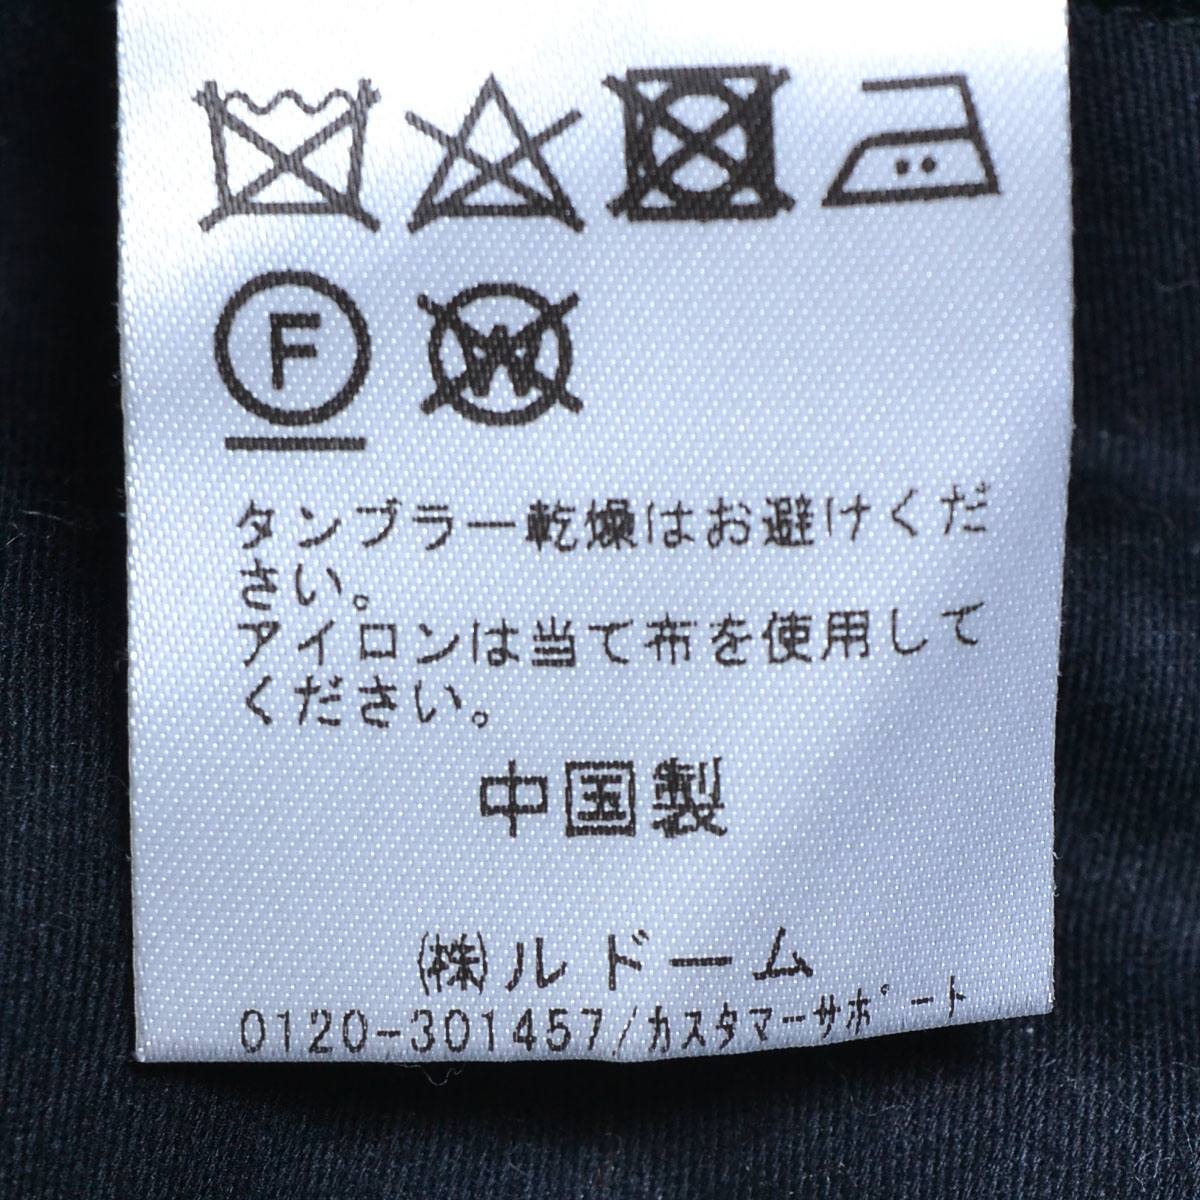 F
W
タンブラー乾燥はお避けくだ
さい。
アイロンは当て布を使用して
ください。
中国製
㈱ルドーム
0120-301457/カスタマーサポート